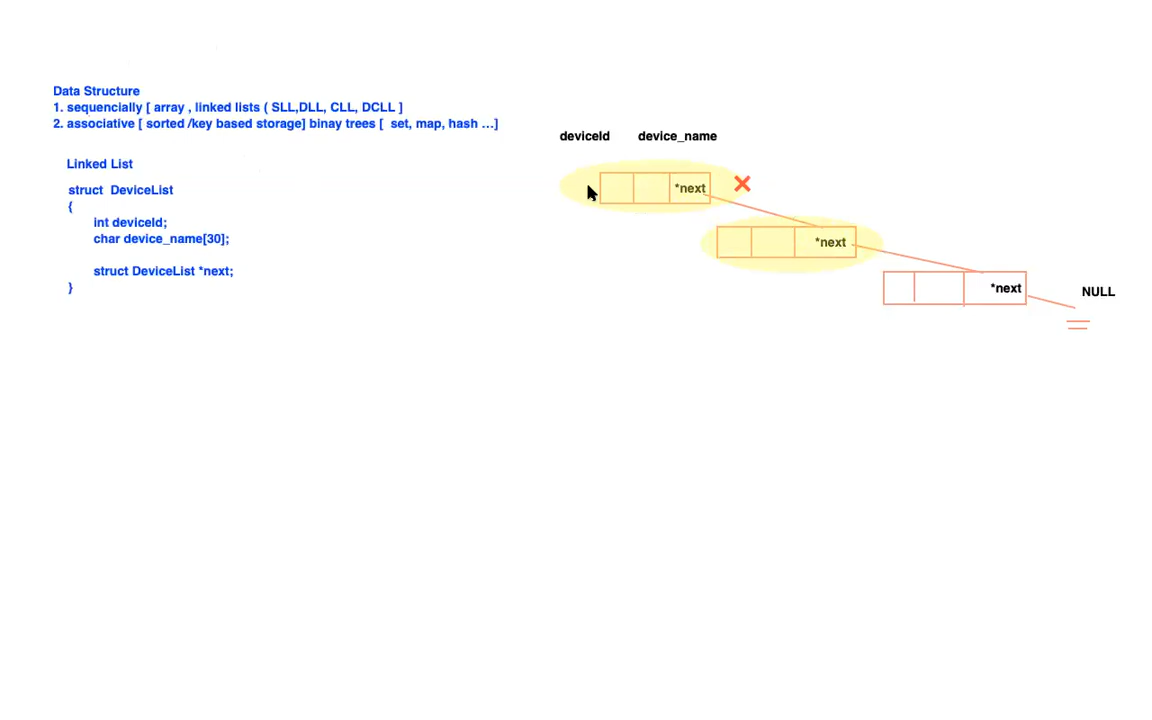 Data Structure
1. sequencially [ array , linked lists ( SLL,DLL, CLL, DCLL ]
2. associative [ sorted /key based storage] binay trees [  set, map, hash ...]
Linked List
struct  DeviceList
{
int deviceId;
char device_name[30];
struct DeviceList *next;
}
deviceId device_name
*next
*next
*next
NULL